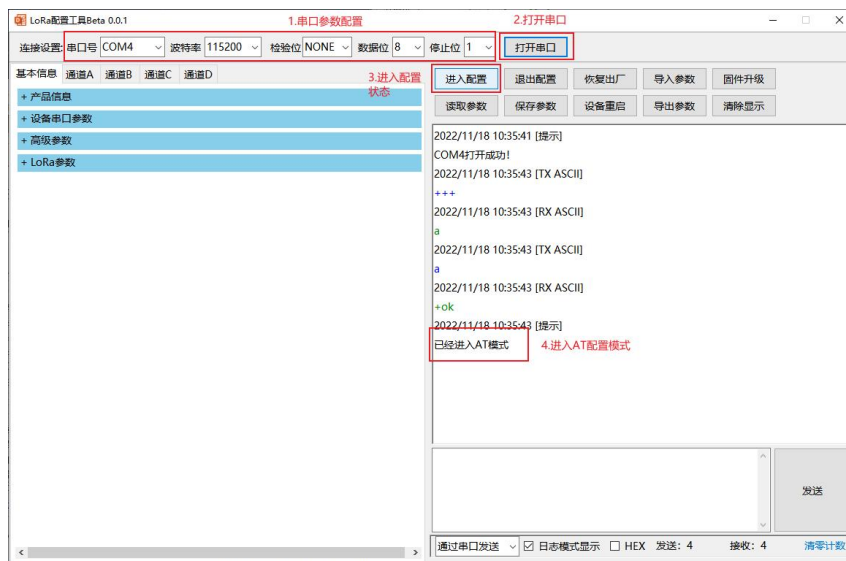 LoRa配置工具Beta 0.0.1
1.串口参数配置
2.打开串口
连接设置: 串口号 COM4 波特率 115200 检验位 NONE 数据位 8 停止位 1 打开串口
基本信息 通道A 通道B 通道C 通道D
3.进入配置
状态
进入配置 退出配置 恢复出厂 导入参数 固件升级
读取参数 保存参数 设备重启 导出参数 清除显示
+ 产品信息
+ 设备串口参数
+ 高级参数
+ LoRa参数
2022/11/18 10:35:41 [提示]
COM4打开成功!
2022/11/18 10:35:43 [TX ASCII]
+++
2022/11/18 10:35:43 [RX ASCII]
a
2022/11/18 10:35:43 [TX ASCII]
a
2022/11/18 10:35:43 [RX ASCII]
+ok
2022/11/18 10:35:43 [提示]
已经进入AT模式
4.进入AT配置模式
发送
通过串口发送 日志模式显示 HEX 发送: 4 接收: 4 清零计数